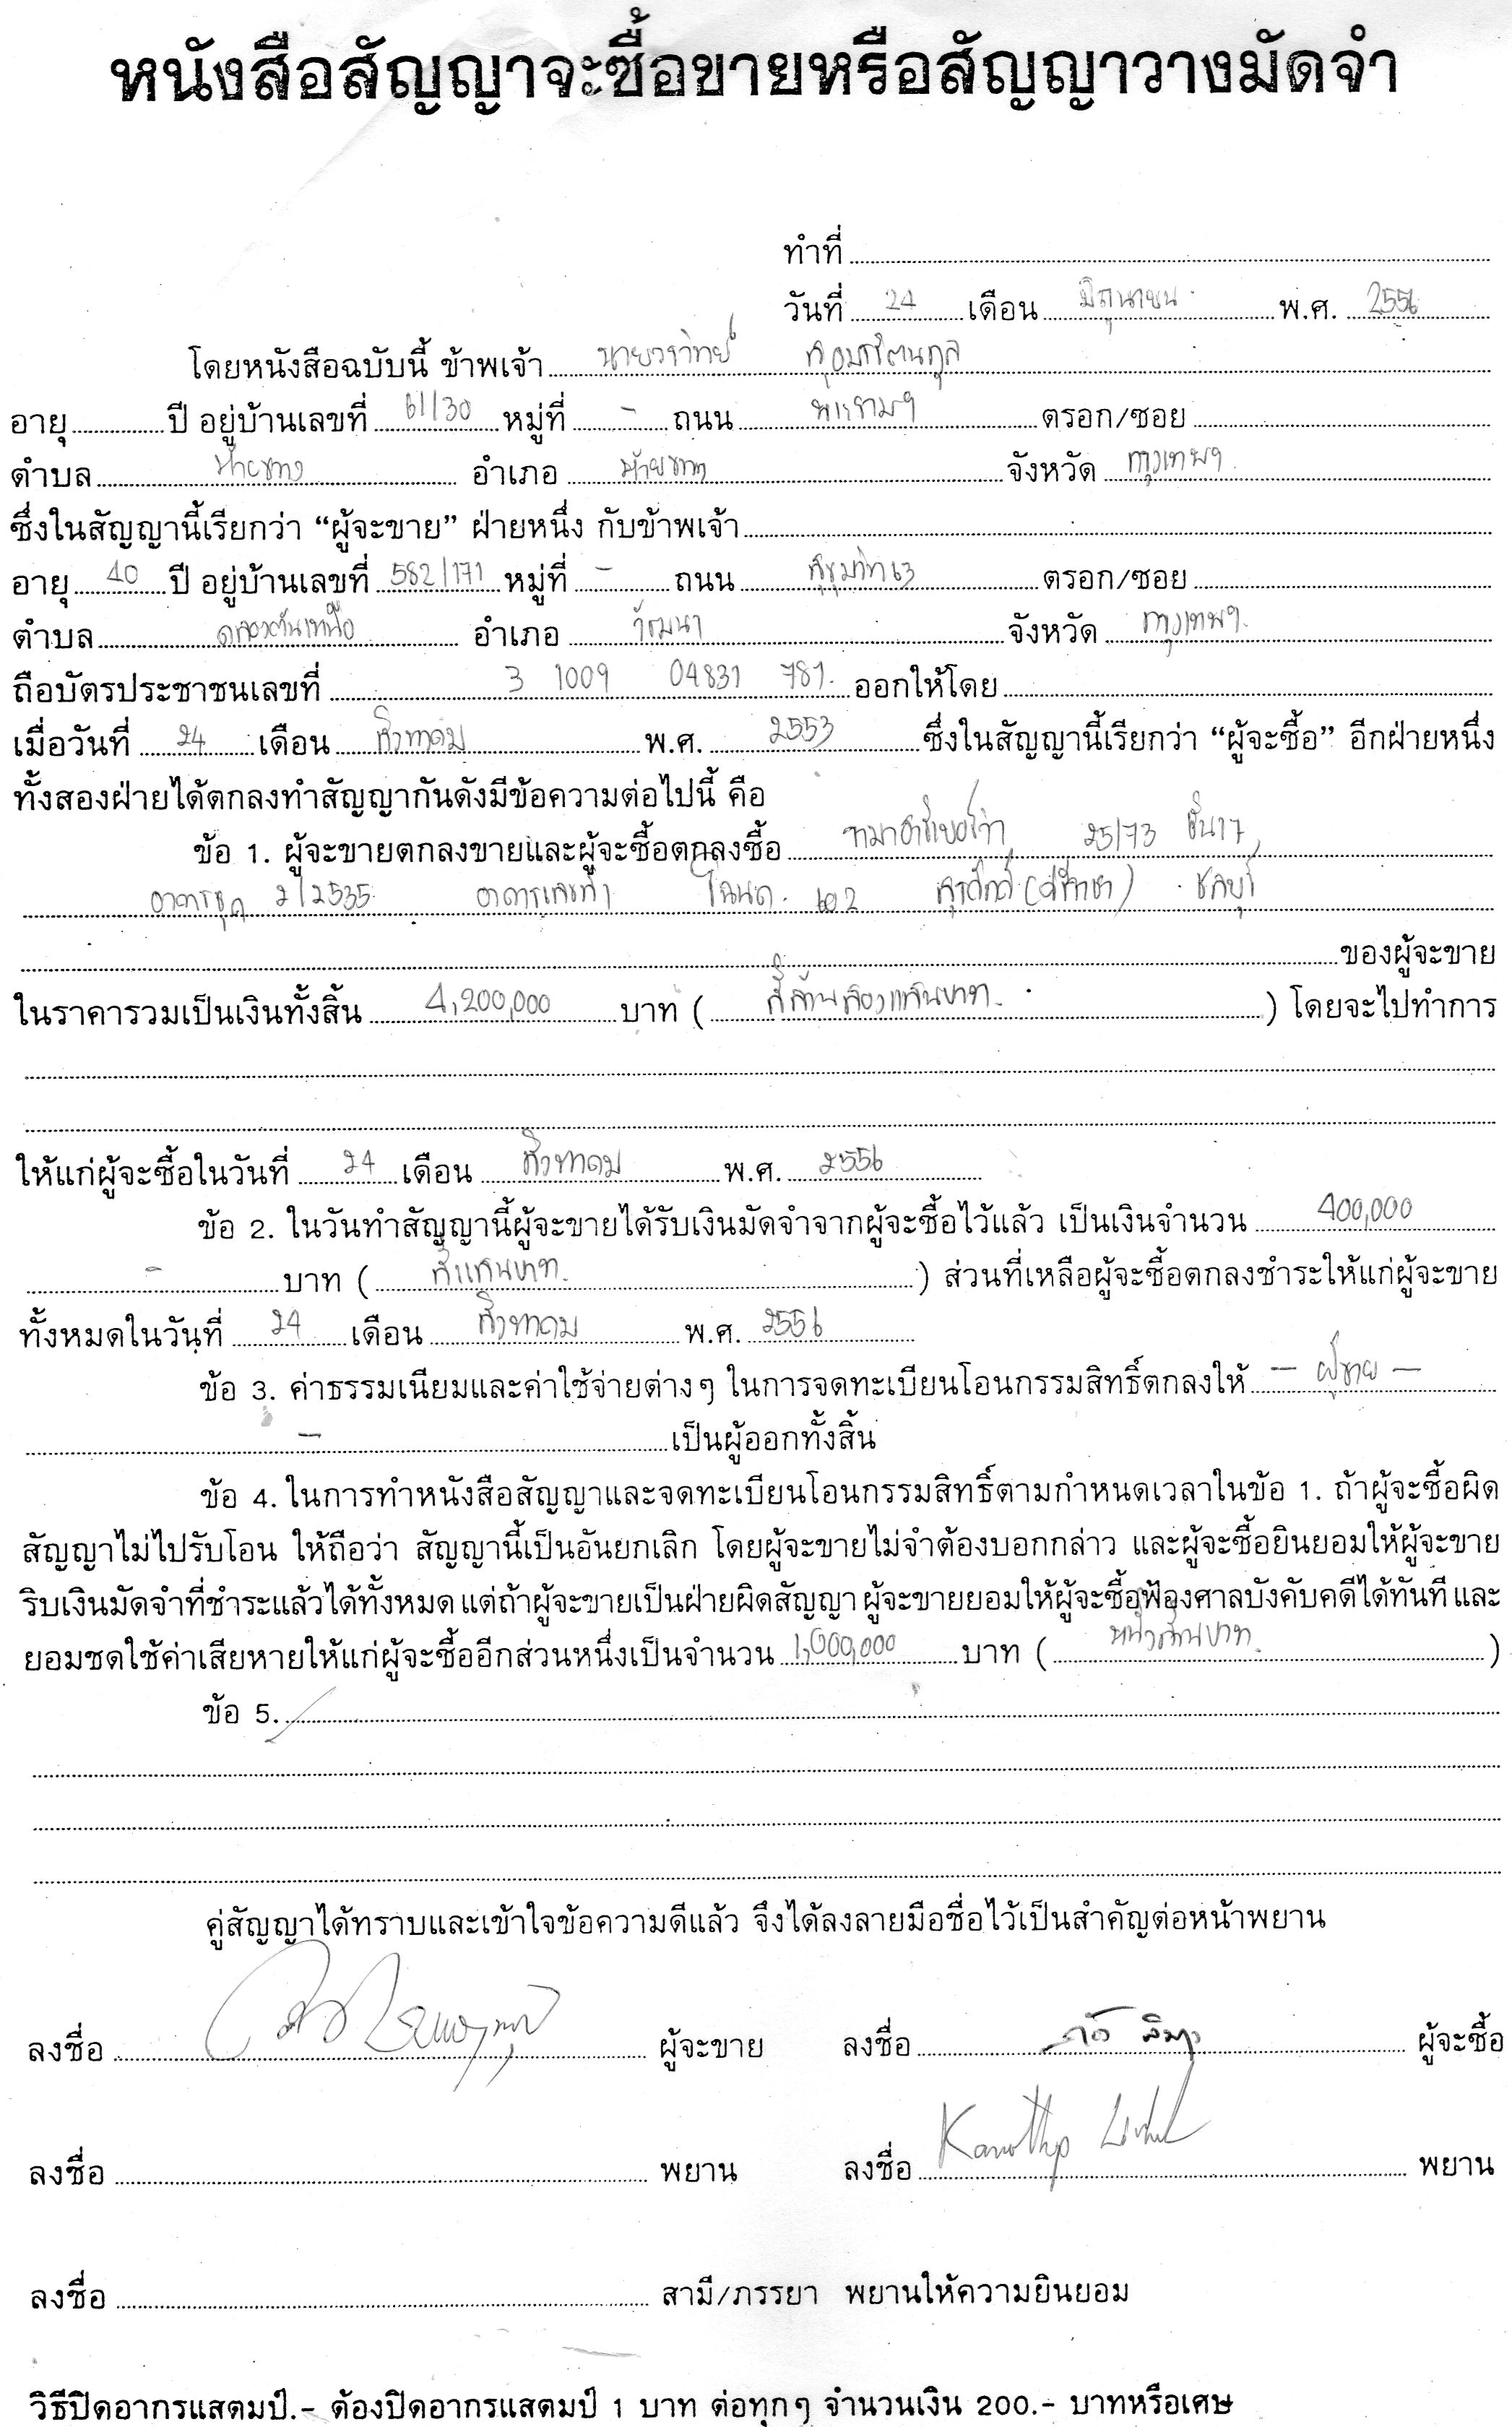 หนังสือสัญญาจะซื้อขายหรือสัญญาวางมัดจำ
ทำที่
วันที่ 24 เดือน มิถุนายน พ.ศ. 2556
โดยหนังสือฉบับนี้ ข้าพเจ้า นายวราวิทย์
อายุ ปี อยู่บ้านเลขที่ 61/30 หมู่ที่ - ถนน พระราม 9 ตรอก/ซอย
ตำบล ห้วยขวาง อำเภอ ห้วยขวาง จังหวัด กรุงเทพฯ
ซึ่งในสัญญานี้เรียกว่า “ผู้จะขาย” ฝ่ายหนึ่ง กับข้าพเจ้า
อายุ 40 ปี อยู่บ้านเลขที่ 582/171 หมู่ที่ - ถนน สุขุมวิท 63 ตรอก/ซอย
ตำบล คลองตันเหนือ อำเภอ วัฒนา จังหวัด กรุงเทพฯ
ถือบัตรประชาชนเลขที่ 3 1009 04831 781 ออกให้โดย
เมื่อวันที่ 24 เดือน สิงหาคม พ.ศ. 2553 ซึ่งในสัญญานี้เรียกว่า “ผู้จะซื้อ” อีกฝ่ายหนึ่ง
ทั้งสองฝ่ายได้ตกลงทำสัญญากันดังมีข้อความต่อไปนี้ คือ
ข้อ 1. ผู้จะขายตกลงขายและผู้จะซื้อตกลงซื้อ 25/73 ชั้น 17
อาคารชุด 2/2535 อาคารเลขที่ 1 โฉนด 602 สุรศักดิ์ (ศรีราชา) ชลบุรี
ของผู้จะขาย
ในราคารวมเป็นเงินทั้งสิ้น 4,200,000 บาท ( สี่ล้านสองแสนบาท ) โดยจะไปทำการ
ให้แก่ผู้จะซื้อในวันที่ 24 เดือน สิงหาคม พ.ศ. 2556
ข้อ 2. ในวันทำสัญญานี้ผู้จะขายได้รับเงินมัดจำจากผู้จะซื้อไว้แล้ว เป็นเงินจำนวน 400,000
- บาท ( สี่แสนบาท ) ส่วนที่เหลือผู้จะซื้อตกลงชำระให้แก่ผู้จะขาย
ทั้งหมดในวันที่ 24 เดือน สิงหาคม พ.ศ. 2556
ข้อ 3. ค่าธรรมเนียมและค่าใช้จ่ายต่างๆ ในการจดทะเบียนโอนกรรมสิทธิ์ตกลงให้ - ผู้ขาย -
- เป็นผู้ออกทั้งสิ้น
ข้อ 4. ในการทำหนังสือสัญญาและจดทะเบียนโอนกรรมสิทธิ์ตามกำหนดเวลาในข้อ 1. ถ้าผู้จะซื้อผิด
สัญญาไม่ไปรับโอน ให้ถือว่า สัญญานี้เป็นอันยกเลิก โดยผู้จะขายไม่จำต้องบอกกล่าว และผู้จะซื้อยินยอมให้ผู้จะขาย
ริบเงินมัดจำที่ชำระแล้วได้ทั้งหมด แต่ถ้าผู้จะขายเป็นฝ่ายผิดสัญญา ผู้จะขายยอมให้ผู้จะซื้อฟ้องศาลบังคับคดีได้ทันที และ
ยอมชดใช้ค่าเสียหายให้แก่ผู้จะซื้ออีกส่วนหนึ่งเป็นจำนวน 1,000,000 บาท ( หนึ่งล้านบาท )
ข้อ 5.
คู่สัญญาได้ทราบและเข้าใจข้อความดีแล้ว จึงได้ลงลายมือชื่อไว้เป็นสำคัญต่อหน้าพยาน
ลงชื่อ ผู้จะขาย ลงชื่อ ผู้จะซื้อ
ลงชื่อ พยาน ลงชื่อ พยาน
ลงชื่อ สามี/ภรรยา พยานให้ความยินยอม
วิธีปิดอากรแสตมป์.- ต้องปิดอากรแสตมป์ 1 บาท ต่อทุกๆ จำนวนเงิน 200.- บาทหรือเศษ